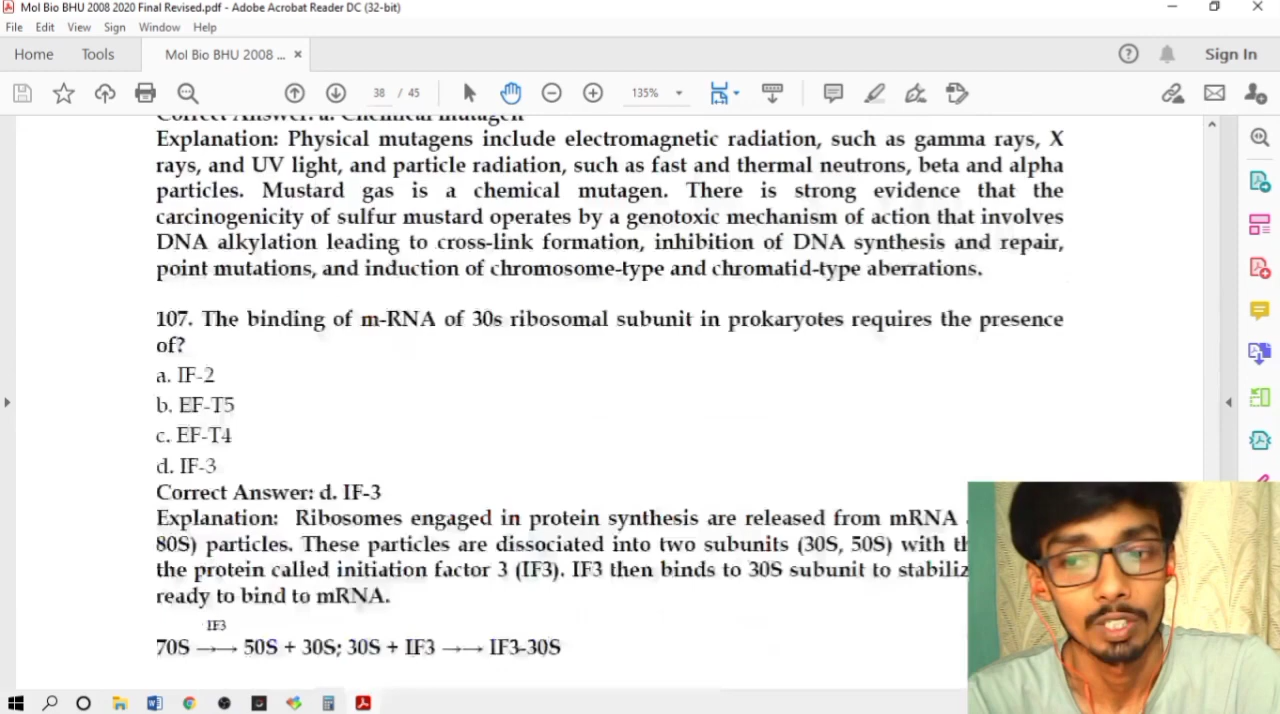 Mol Bio BHU 2008 2020 Final Revised.pdf - Adobe Acrobat Reader DC (32-bit)
File Edit View Sign Window Help
Home Tools Mol Bio BHU 2008 ... × Sign In
38 / 45 135%
Correct Answer: a. Chemical mutagen
Explanation: Physical mutagens include electromagnetic radiation, such as gamma rays, X
rays, and UV light, and particle radiation, such as fast and thermal neutrons, beta and alpha
particles. Mustard gas is a chemical mutagen. There is strong evidence that the
carcinogenicity of sulfur mustard operates by a genotoxic mechanism of action that involves
DNA alkylation leading to cross-link formation, inhibition of DNA synthesis and repair,
point mutations, and induction of chromosome-type and chromatid-type aberrations.
107. The binding of m-RNA of 30s ribosomal subunit in prokaryotes requires the presence
of?
a. IF-2
b. EF-T5
c. EF-T4
d. IF-3
Correct Answer: d. IF-3
Explanation: Ribosomes engaged in protein synthesis are released from mRNA
80S) particles. These particles are dissociated into two subunits (30S, 50S) with
the protein called initiation factor 3 (IF3). IF3 then binds to 30S subunit to
ready to bind to mRNA.
IF3
70S ⟶ 50S + 30S; 30S + IF3 ⟶ IF3-30S